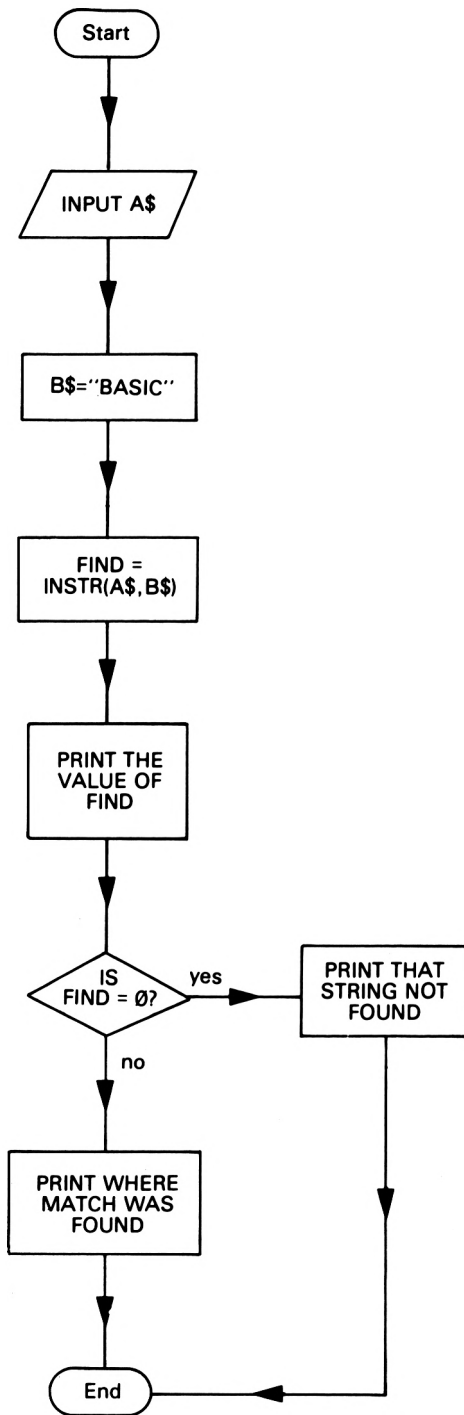 Start
INPUT A$
B$="BASIC"
FIND =
INSTR(A$,B$)
PRINT THE
VALUE OF
FIND
IS
FIND = Ø?
yes
PRINT THAT
STRING NOT
FOUND
no
PRINT WHERE
MATCH WAS
FOUND
End